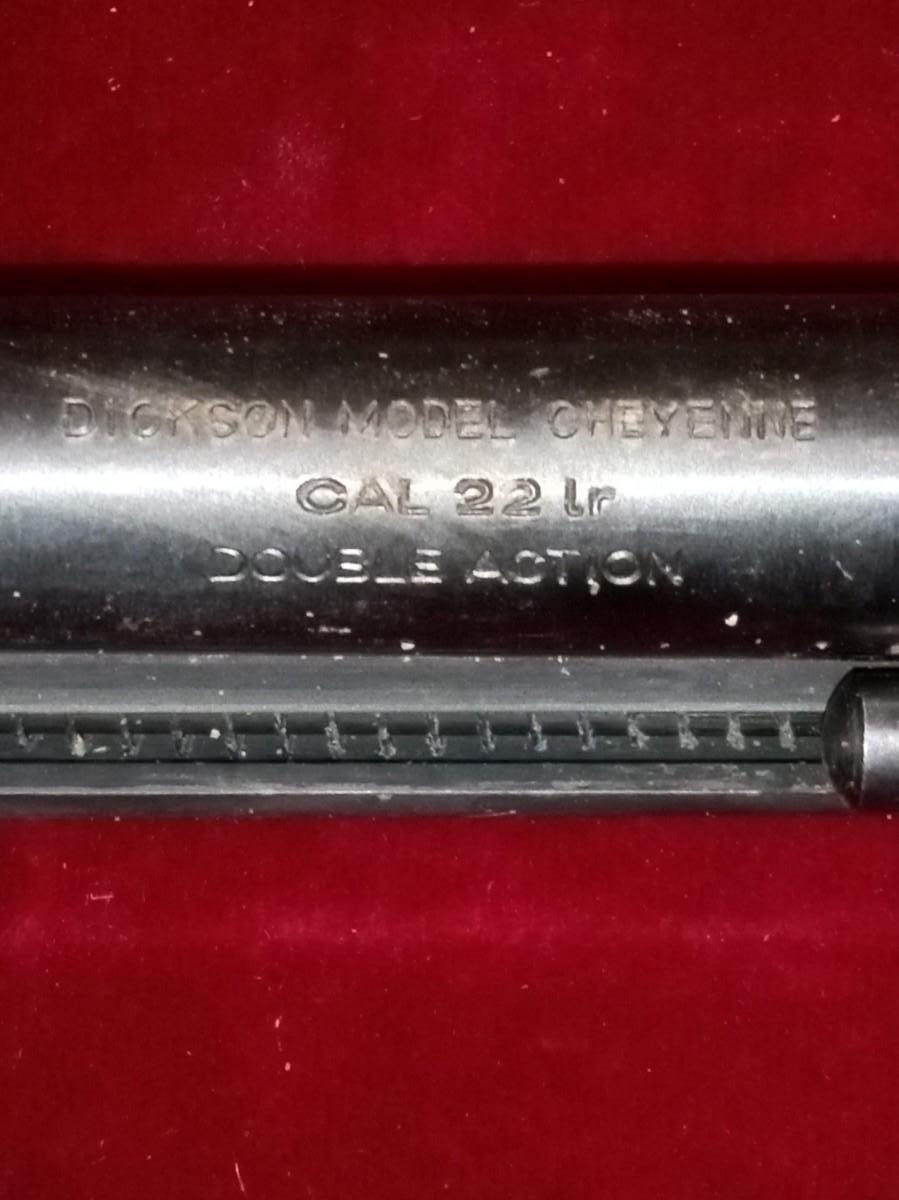 DICKSON MODEL CHEYENNE
CAL 22 lr
DOUBLE ACTION